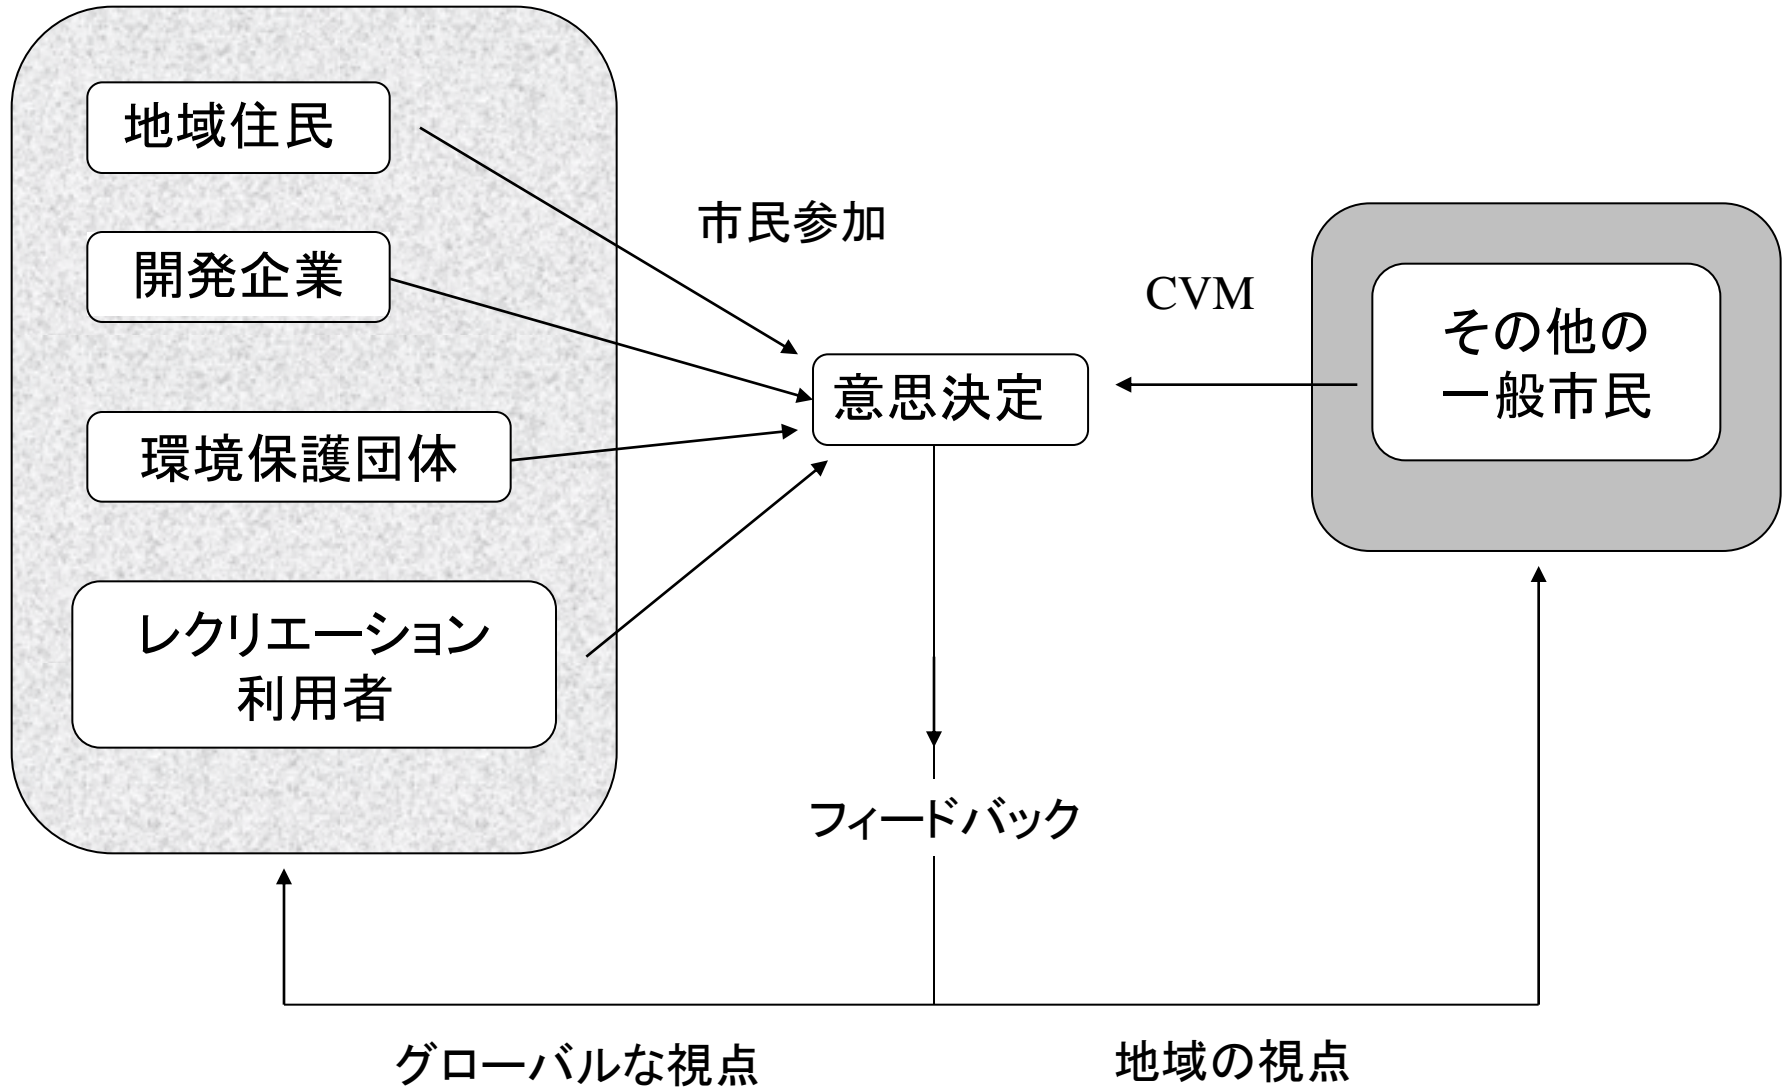 地域住民
開発企業
環境保護団体
レクリエーション
利用者
市民参加
意思決定
CVM
その他の
一般市民
フィードバック
グローバルな視点
地域の視点